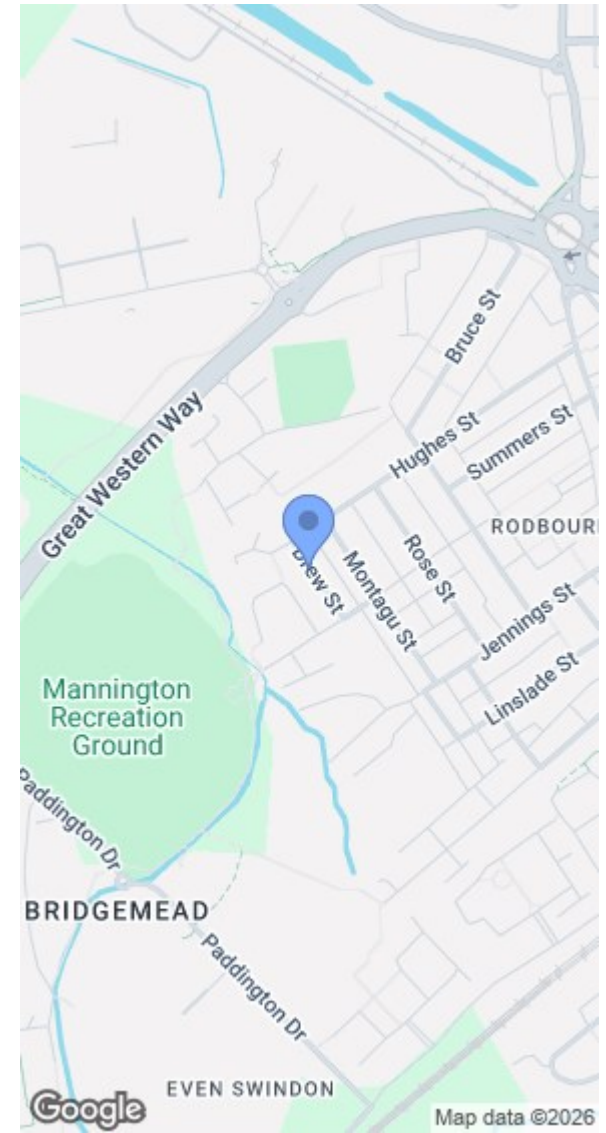 Bruce St
Great Western Way
Hughes St
Summers St
RODBOUR
Drew St
Montagu St
Rose St
Jennings St
Linslade St
Mannington
Recreation
Ground
Paddington Dr
BRIDGEMEAD
Paddington Dr
EVEN SWINDON
Google
Map data ©2026